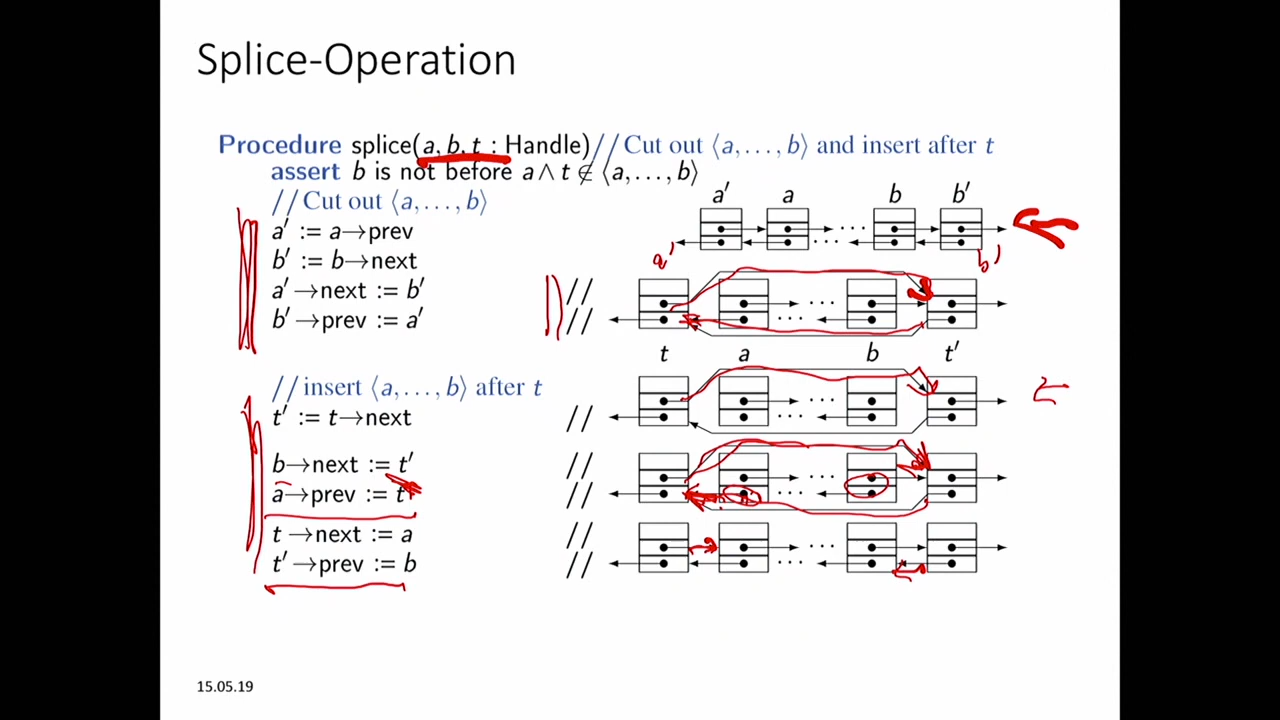 Splice-Operation
Procedure splice(a, b, t : Handle)// Cut out ⟨a, . . . , b⟩ and insert after t
assert b is not before a ∧ t ∉ ⟨a, . . . , b⟩
// Cut out ⟨a, . . . , b⟩
a′ a b b′
a′ := a→prev
b′ := b→next
a′ b′
a′ →next := b′ //
b′ →prev := a′ //
t a b t′
// insert ⟨a, . . . , b⟩ after t
t′ := t→next //
b→next := t′ //
a→prev := t //
t →next := a //
t′ →prev := b //
15.05.19